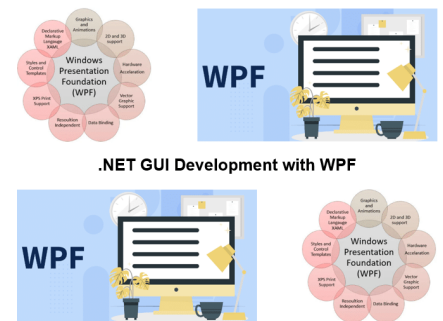 Graphics
and
Animations
2D and 3D
support
Hardware
Acceleration
Vector
Graphic
Support
Data Binding
Resoultion
Independent
XPS Print
Support
Styles and
Control
Templates
Declarative
Markup
Language
XAML
Windows
Presentation
Foundation
(WPF)
WPF
.NET GUI Development with WPF
WPF
Graphics
and
Animations
2D and 3D
support
Hardware
Acceleration
Vector
Graphic
Support
Data Binding
Resoultion
Independent
XPS Print
Support
Styles and
Control
Templates
Declarative
Markup
Language
XAML
Windows
Presentation
Foundation
(WPF)